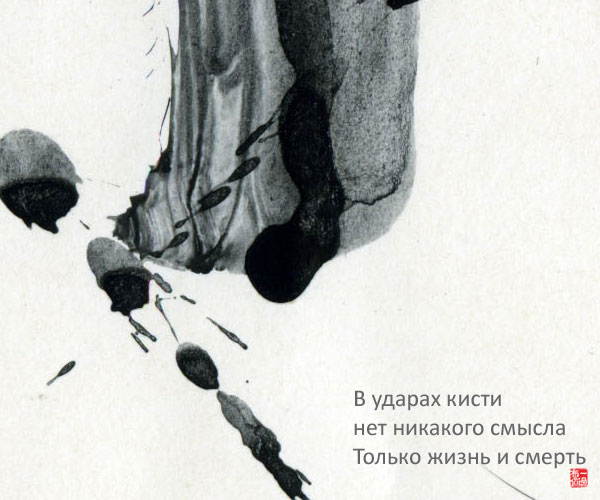 В ударах кисти
нет никакого смысла
Только жизнь и смерть